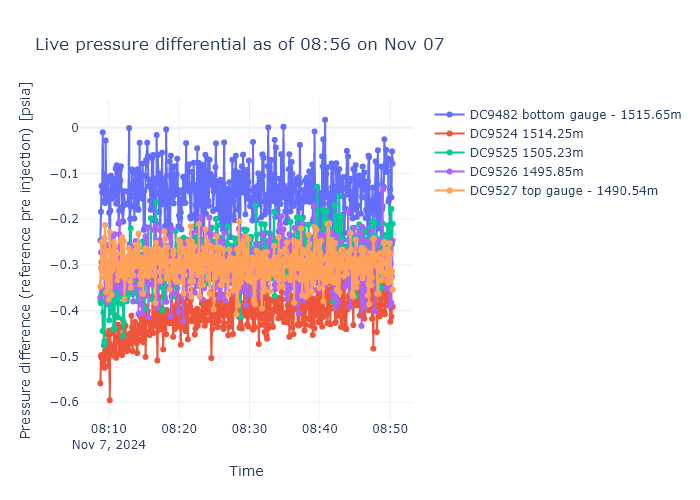 Live pressure differential as of 08:56 on Nov 07
Pressure difference (reference pre injection) [psia]
0
−0.1
−0.2
−0.3
−0.4
−0.5
−0.6
08:10
08:20
08:30
08:40
08:50
Nov 7, 2024
Time
DC9482 bottom gauge - 1515.65m
DC9524 1514.25m
DC9525 1505.23m
DC9526 1495.85m
DC9527 top gauge - 1490.54m